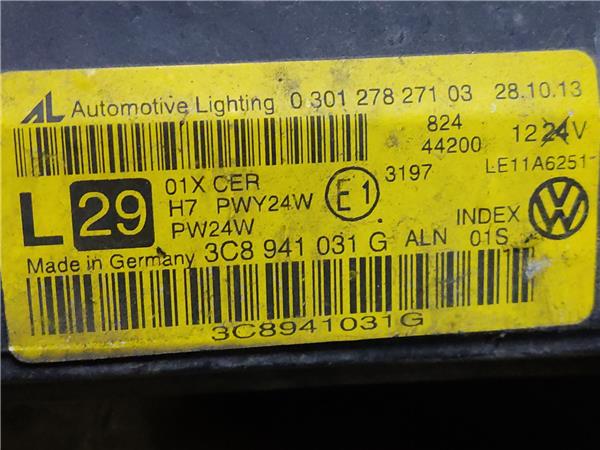 AL Automotive Lighting 0 301 278 271 03 28.10.13
824 12 24V
44200
L 29 01X CER E1 3197 LE11A6251
H7 PWY24W
PW24W INDEX
Made in Germany 3C8 941 031 G ALN 01S
3C8941031G